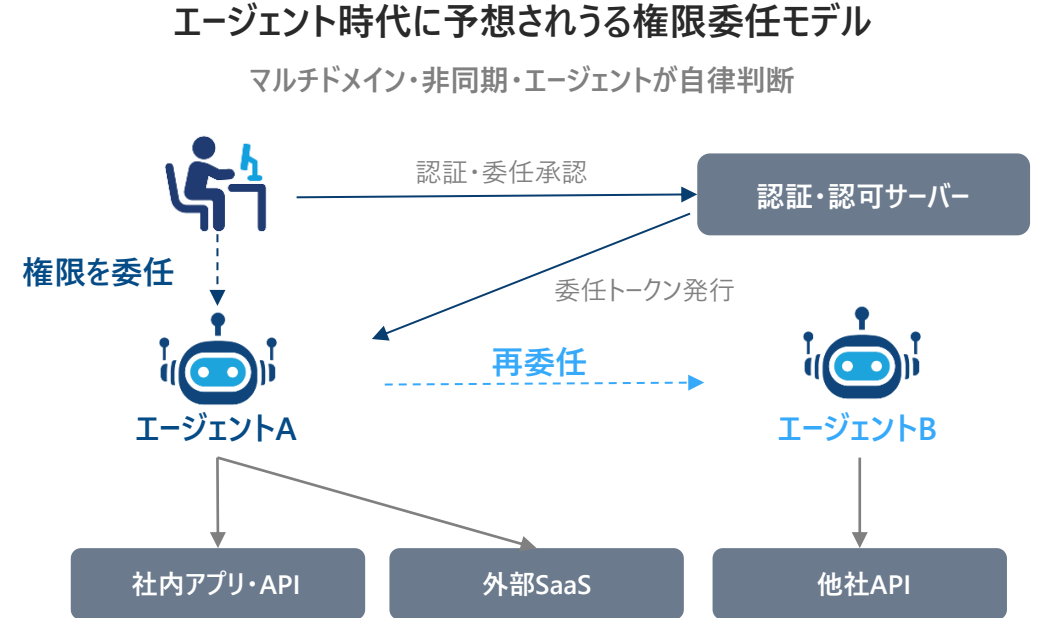 エージェント時代に予想されうる権限委任モデル
マルチドメイン・非同期・エージェントが自律判断
認証・委任承認
認証・認可サーバー
権限を委任
委任トークン発行
再委任
エージェントA
エージェントB
社内アプリ・API
外部SaaS
他社API